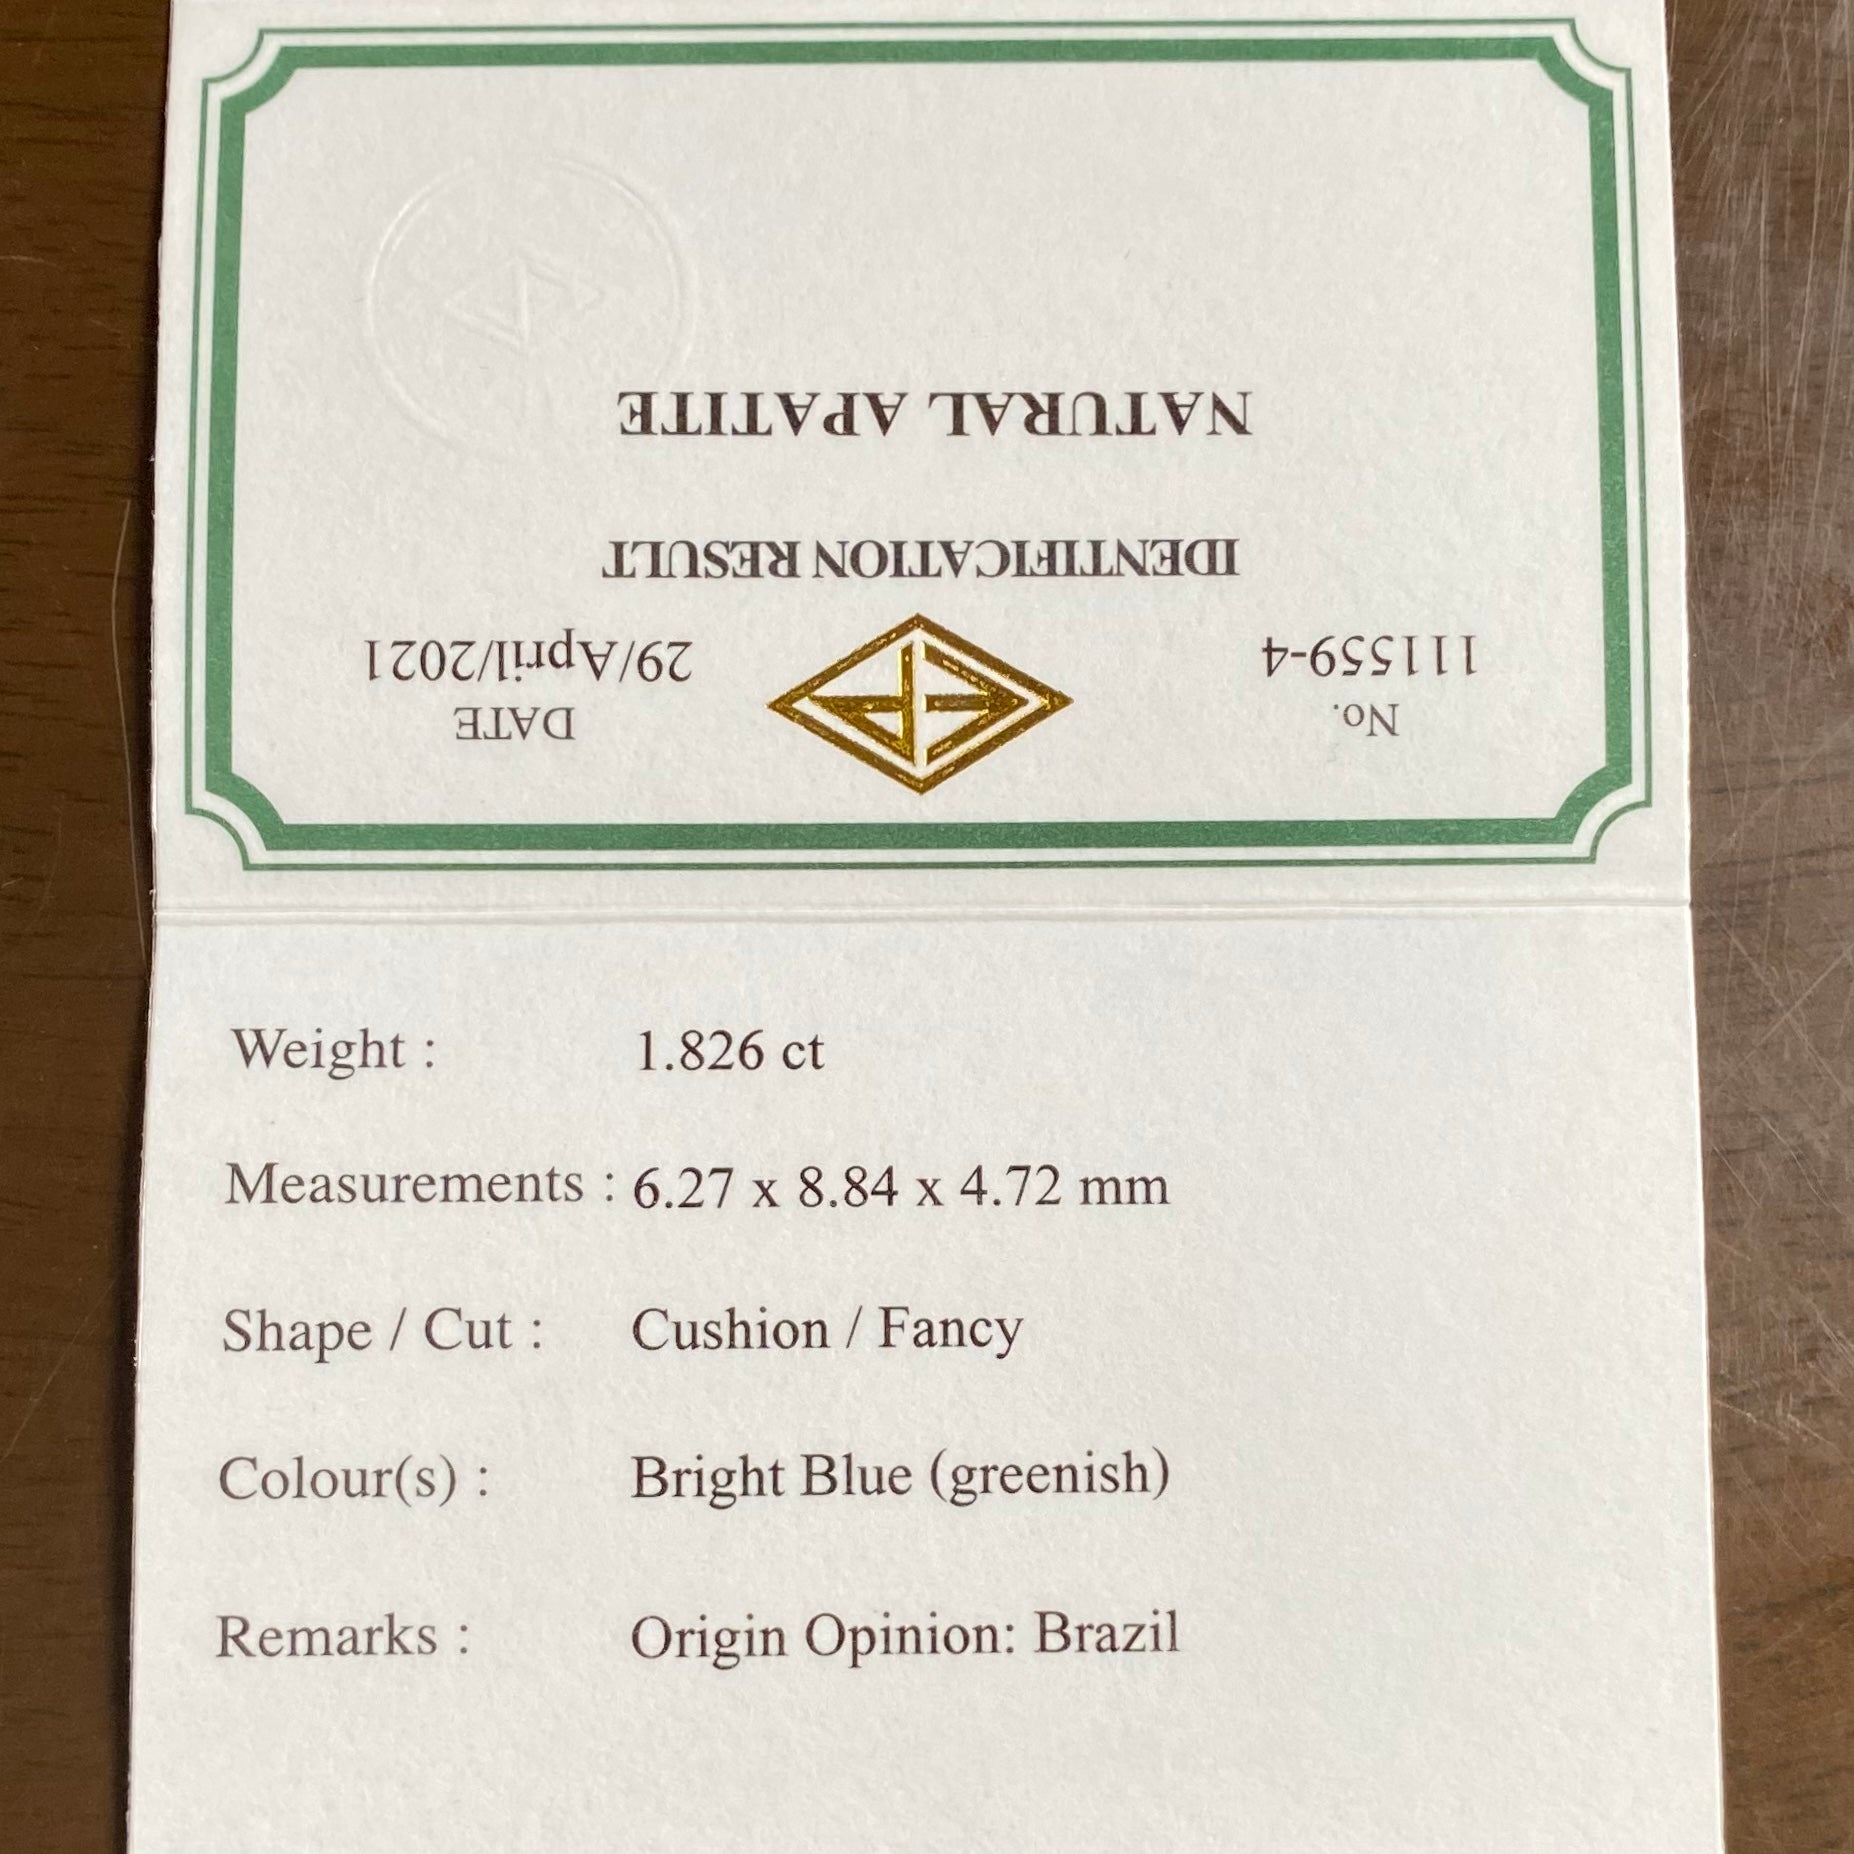 No.
111559-4
DATE
29/April/2021
IDENTIFICATION RESULT
NATURAL APATITE
Weight : 1.826 ct
Measurements : 6.27 x 8.84 x 4.72 mm
Shape / Cut : Cushion / Fancy
Colour(s) : Bright Blue (greenish)
Remarks : Origin Opinion: Brazil